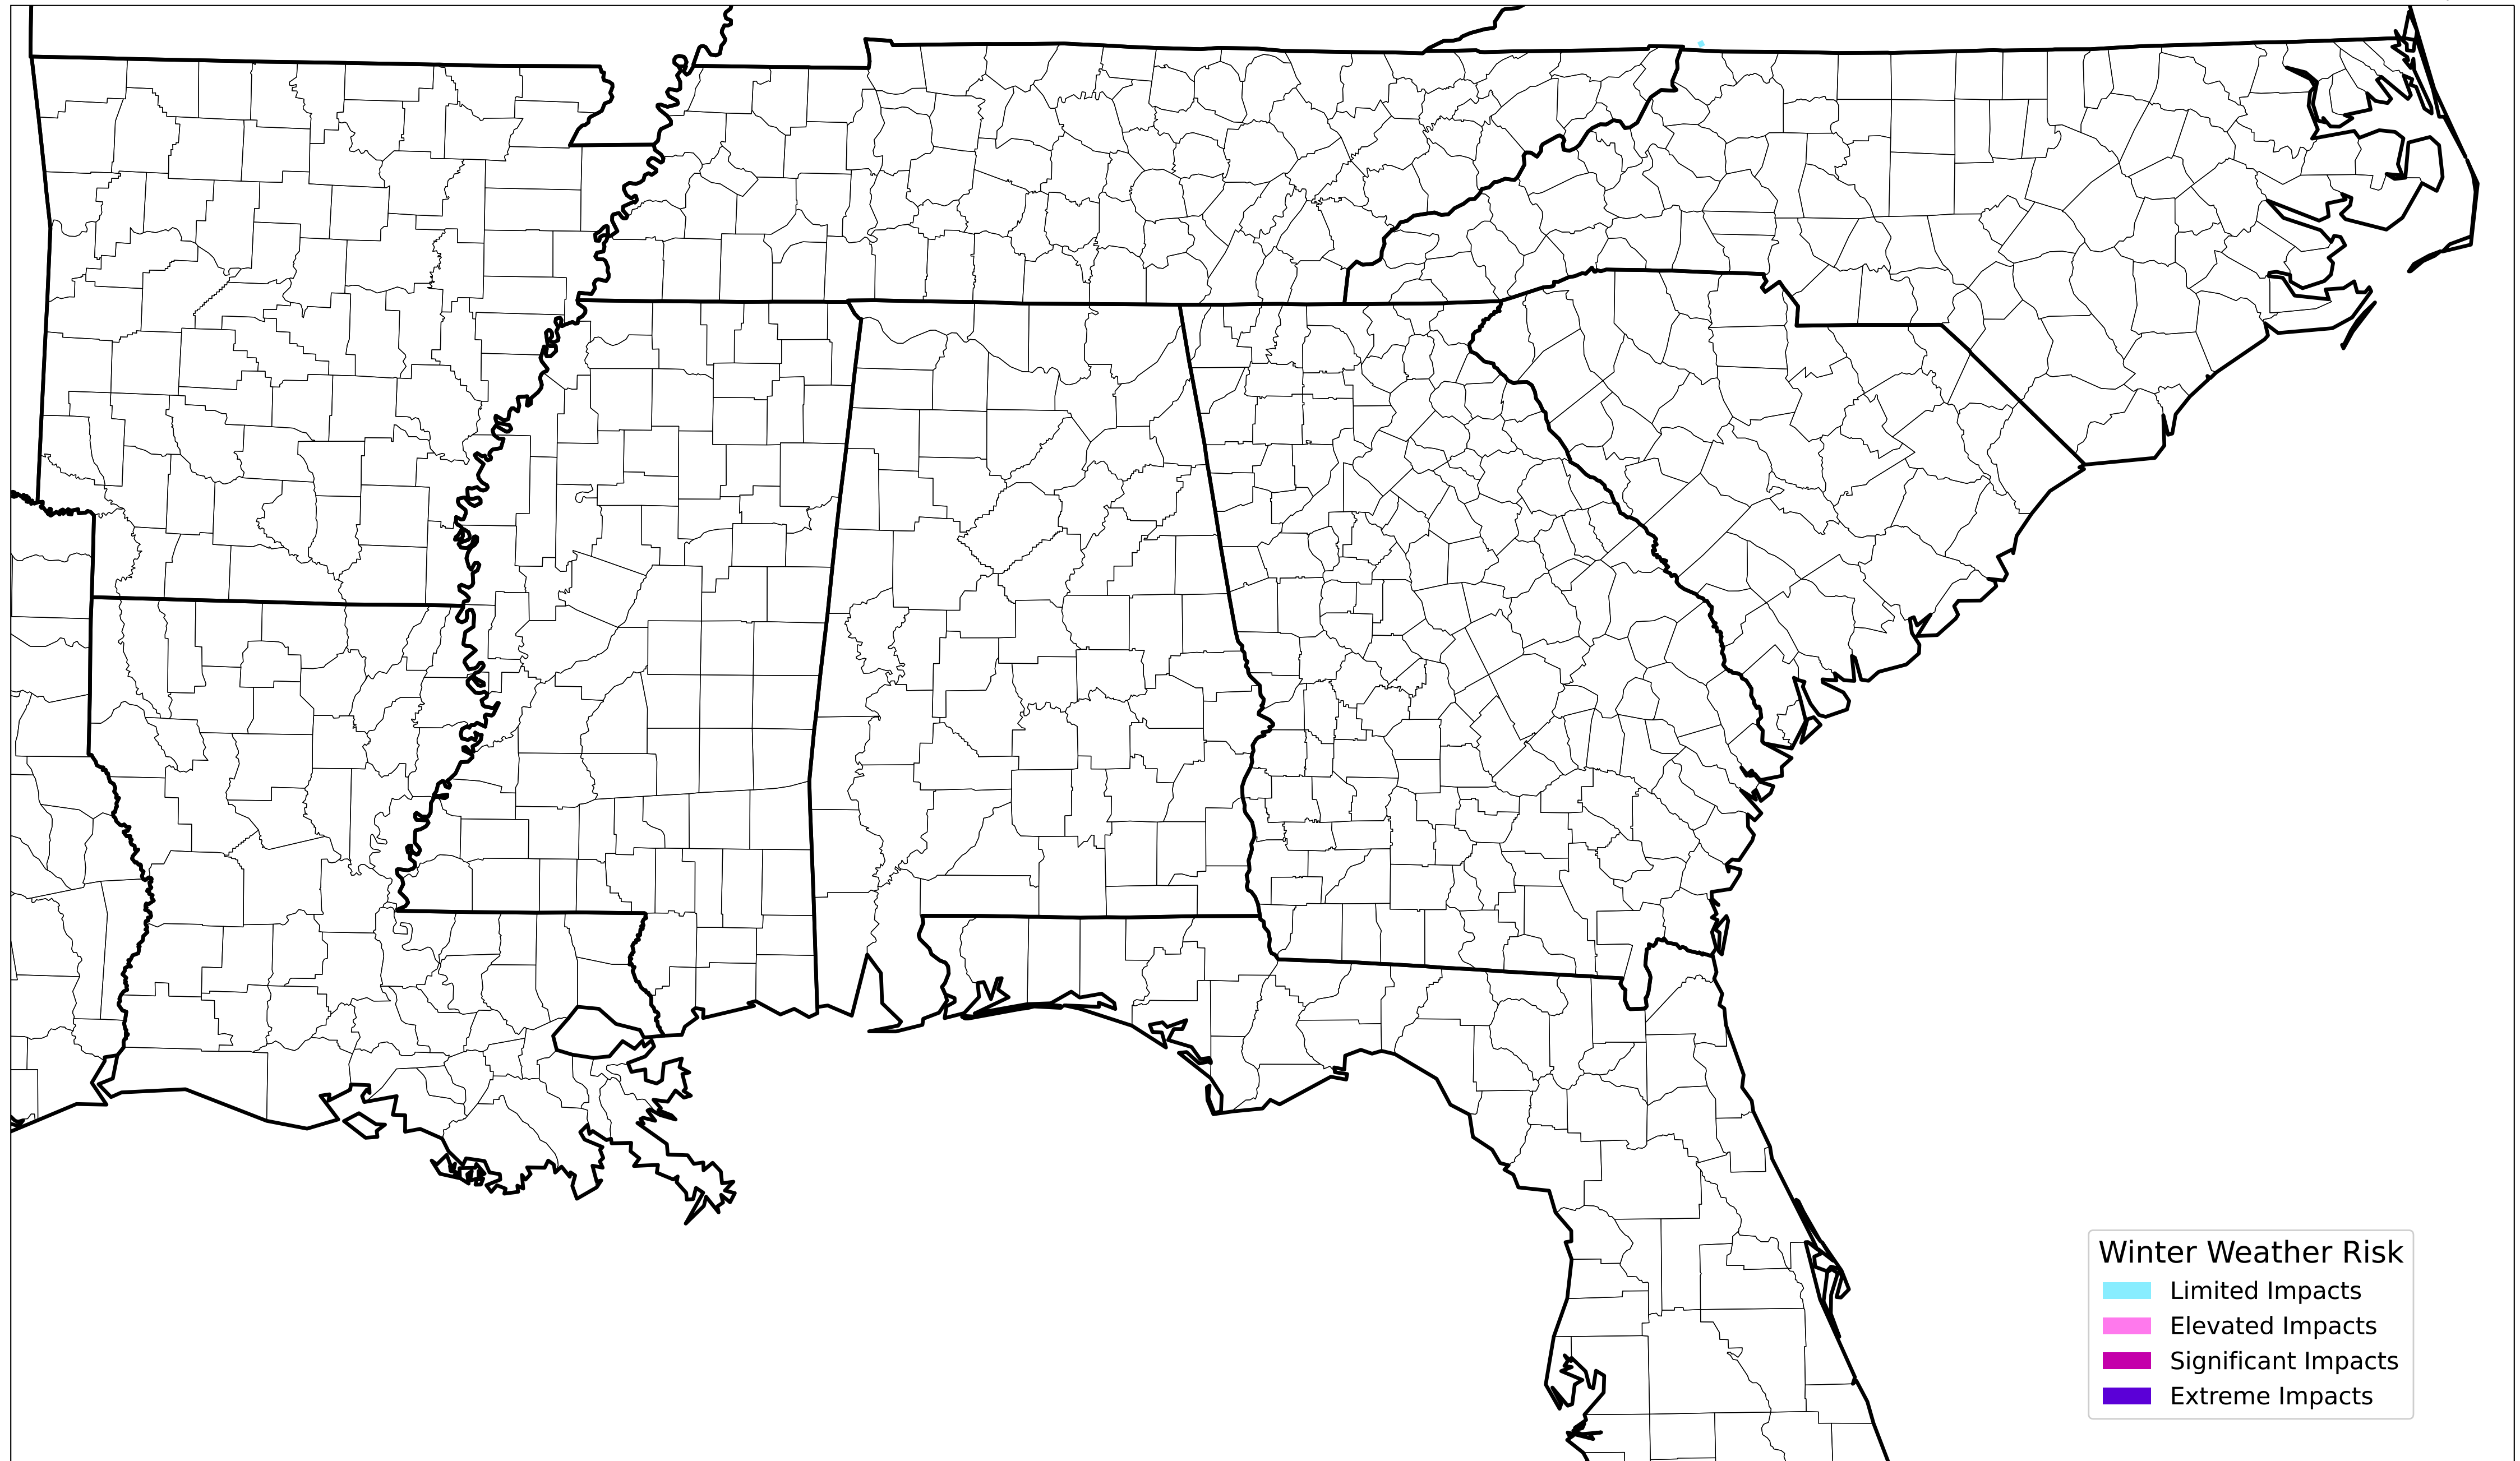 Winter Weather Risk
Limited Impacts
Elevated Impacts
Significant Impacts
Extreme Impacts